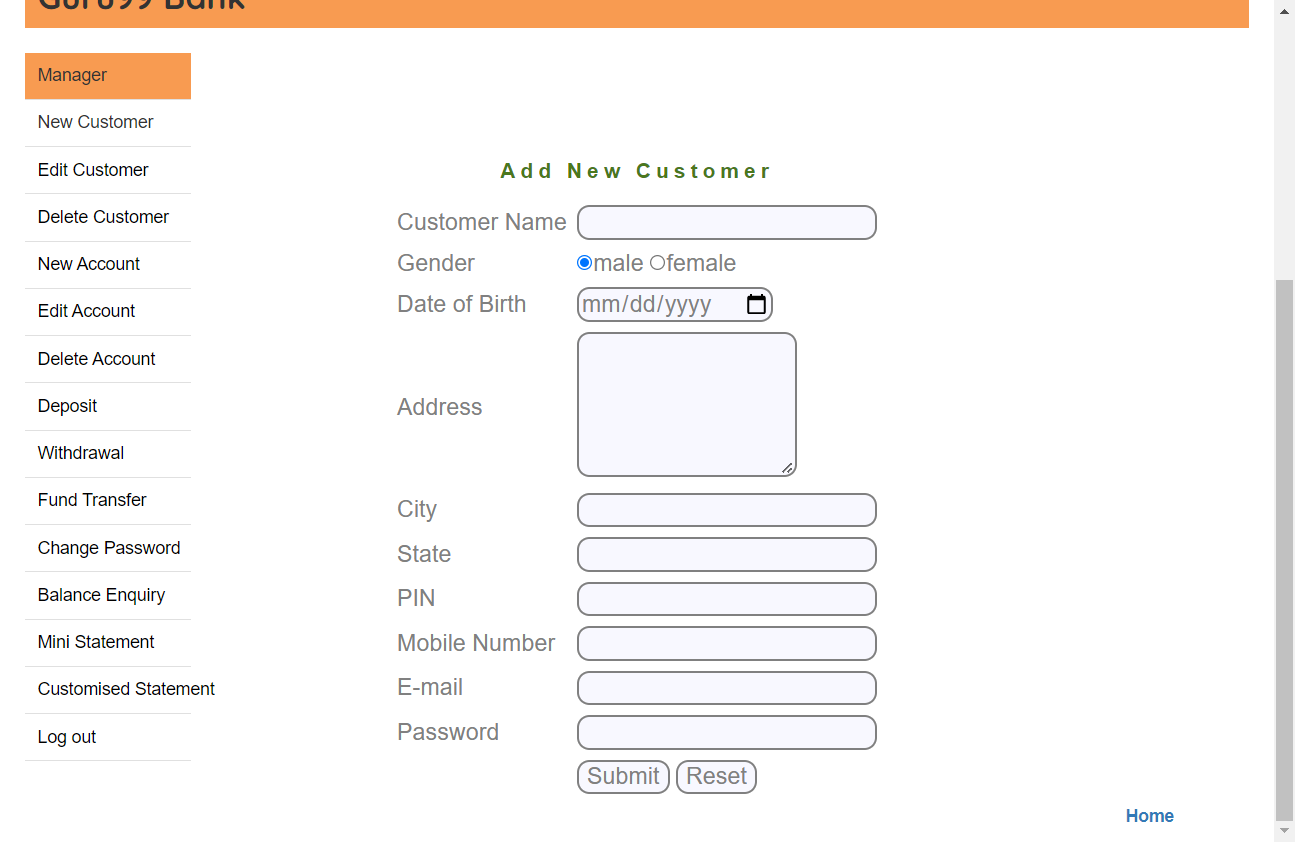 Guru99 Bank
Manager
New Customer
Edit Customer
Delete Customer
New Account
Edit Account
Delete Account
Deposit
Withdrawal
Fund Transfer
Change Password
Balance Enquiry
Mini Statement
Customised Statement
Log out
Add New Customer
Customer Name
Gender male female
Date of Birth mm/dd/yyyy
Address
City
State
PIN
Mobile Number
E-mail
Password
Submit Reset
Home